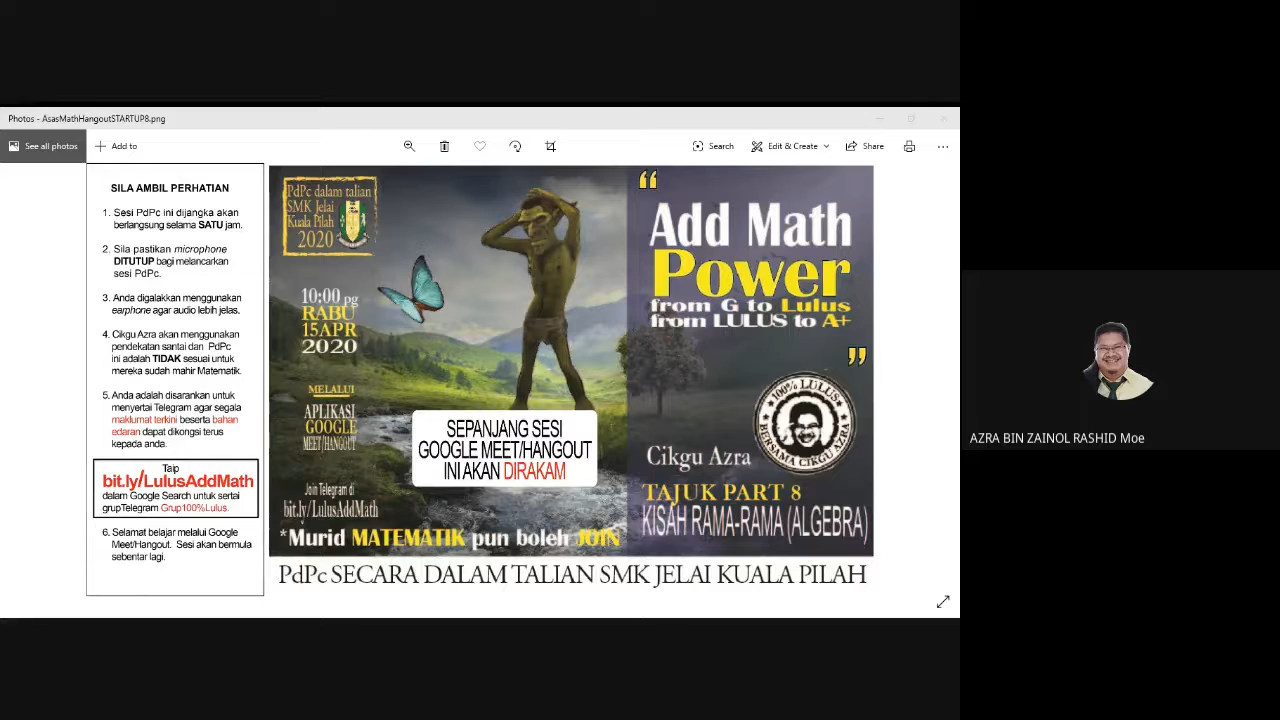 Photos - AsasMathHangoutSTARTUP8.png
See all photos
Add to
Search
Edit & Create
Share
SILA AMBIL PERHATIAN
1. Sesi PdPc ini dijangka akan
berlangsung selama SATU jam.
2. Sila pastikan microphone
DITUTUP bagi melancarkan
sesi PdPc.
3. Anda digalakkan menggunakan
earphone agar audio lebih jelas.
4. Cikgu Azra akan menggunakan
pendekatan santai dan PdPc
ini adalah TIDAK sesuai untuk
mereka sudah mahir Matematik.
5. Anda adalah disarankan untuk
menyertai Telegram agar segala
maklumat terkini beserta bahan
edaran dapat dikongsi terus
kepada anda.
Taip
bit.ly/LulusAddMath
dalam Google Search untuk sertai
grupTelegram Grup100%Lulus.
6. Selamat belajar melalui Google
Meet/Hangout. Sesi akan bermula
sebentar lagi.
PdPc dalam talian
SMK Jelai
Kuala Pilah
2020
10:00 pg
RABU
15APR
2020
MELALUI
APLIKASI
GOOGLE
MEET/HANGOUT
Join Telegram di
bit.ly/LulusAddMath
SEPANJANG SESI
GOOGLE MEET/HANGOUT
INI AKAN DIRAKAM
*Murid MATEMATIK pun boleh JOIN
“
Add Math
Power
from G to Lulus
from LULUS to A+
”
100% LULUS
BERSAMA CIKGU AZRA
Cikgu Azra
TAJUK PART 8
KISAH RAMA-RAMA (ALGEBRA)
PdPc SECARA DALAM TALIAN SMK JELAI KUALA PILAH
AZRA BIN ZAINOL RASHID Moe